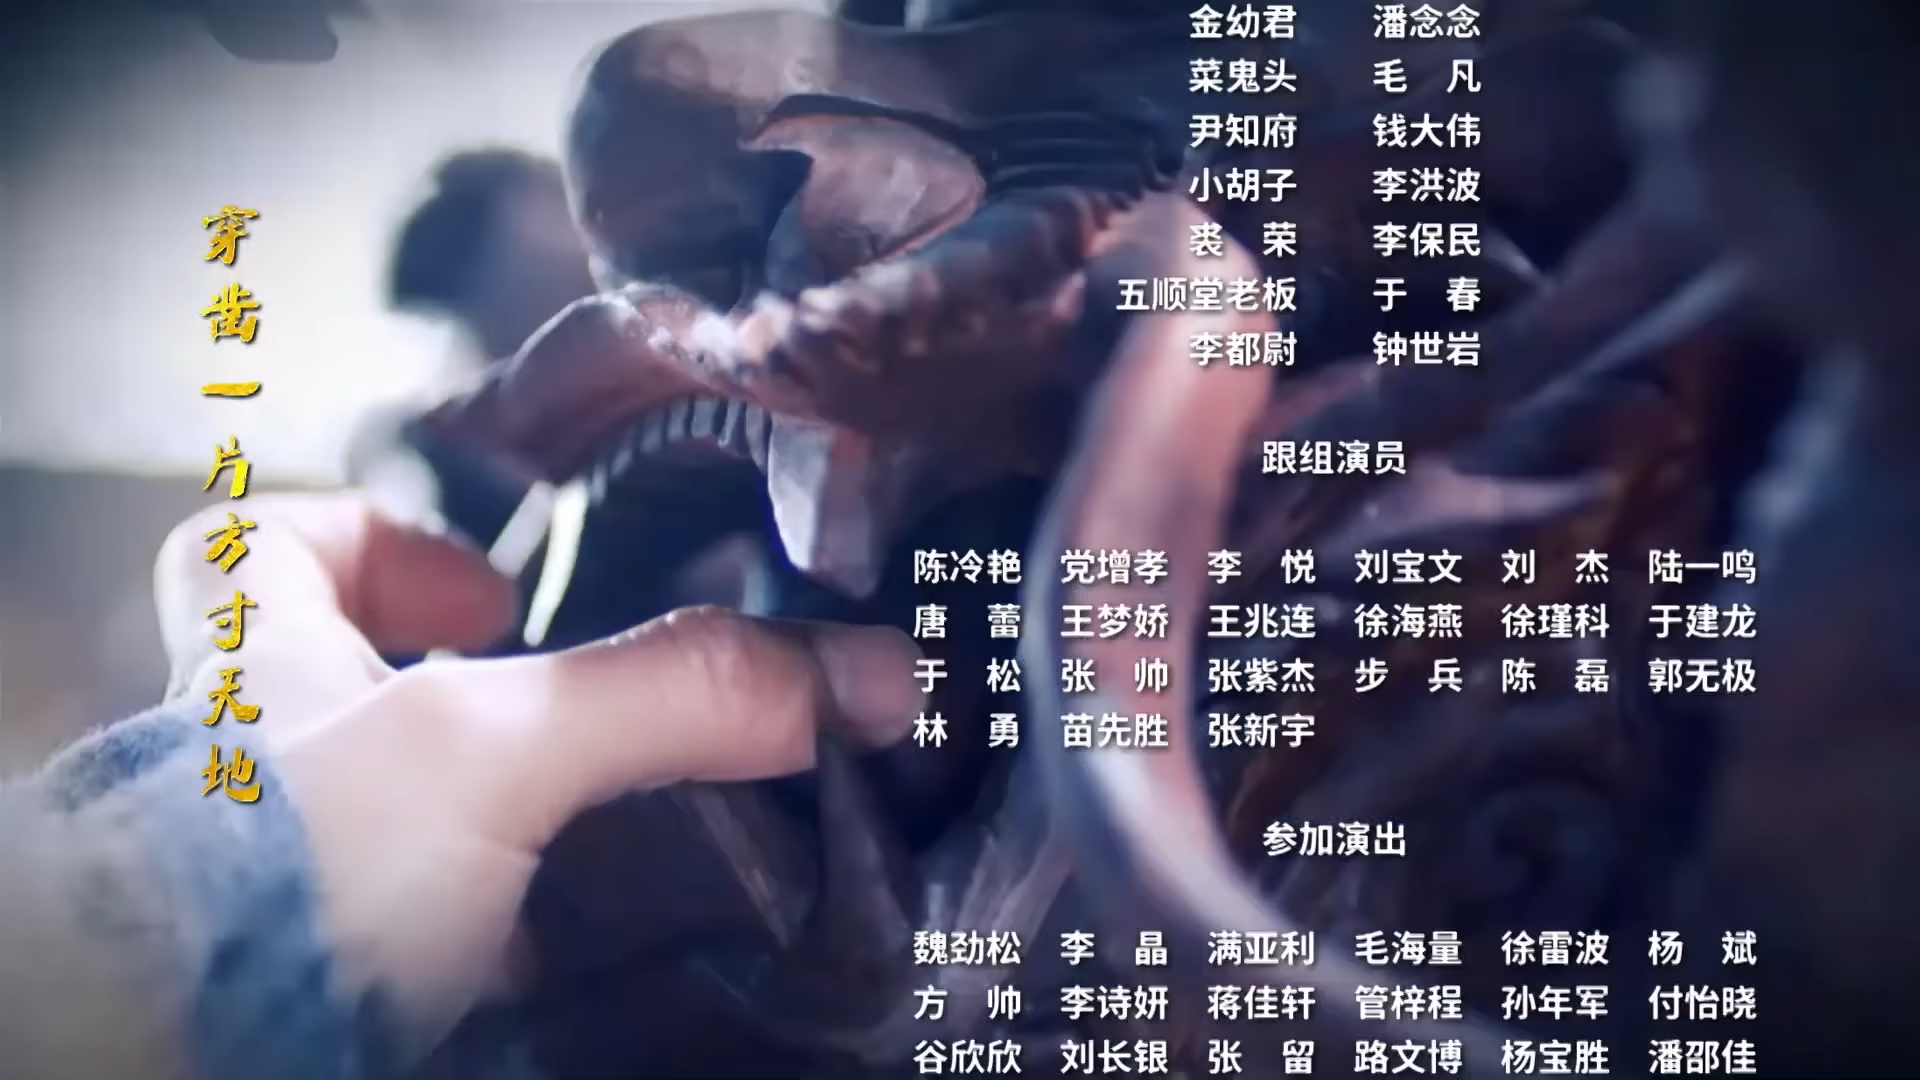 穿凿一片方寸天地
金幼君 潘念念
菜鬼头 毛 凡
尹知府 钱大伟
小胡子 李洪波
裘 荣 李保民
五顺堂老板 于 春
李都尉 钟世岩
跟组演员
陈冷艳 党增孝 李 悦 刘宝文 刘 杰 陆一鸣
唐 蕾 王梦娇 王兆连 徐海燕 徐瑾科 于建龙
于 松 张 帅 张紫杰 步 兵 陈 磊 郭无极
林 勇 苗先胜 张新宇
参加演出
魏劲松 李 晶 满亚利 毛海量 徐雷波 杨 斌
方 帅 李诗妍 蒋佳轩 管梓程 孙年军 付怡晓
谷欣欣 刘长银 张 留 路文博 杨宝胜 潘邵佳